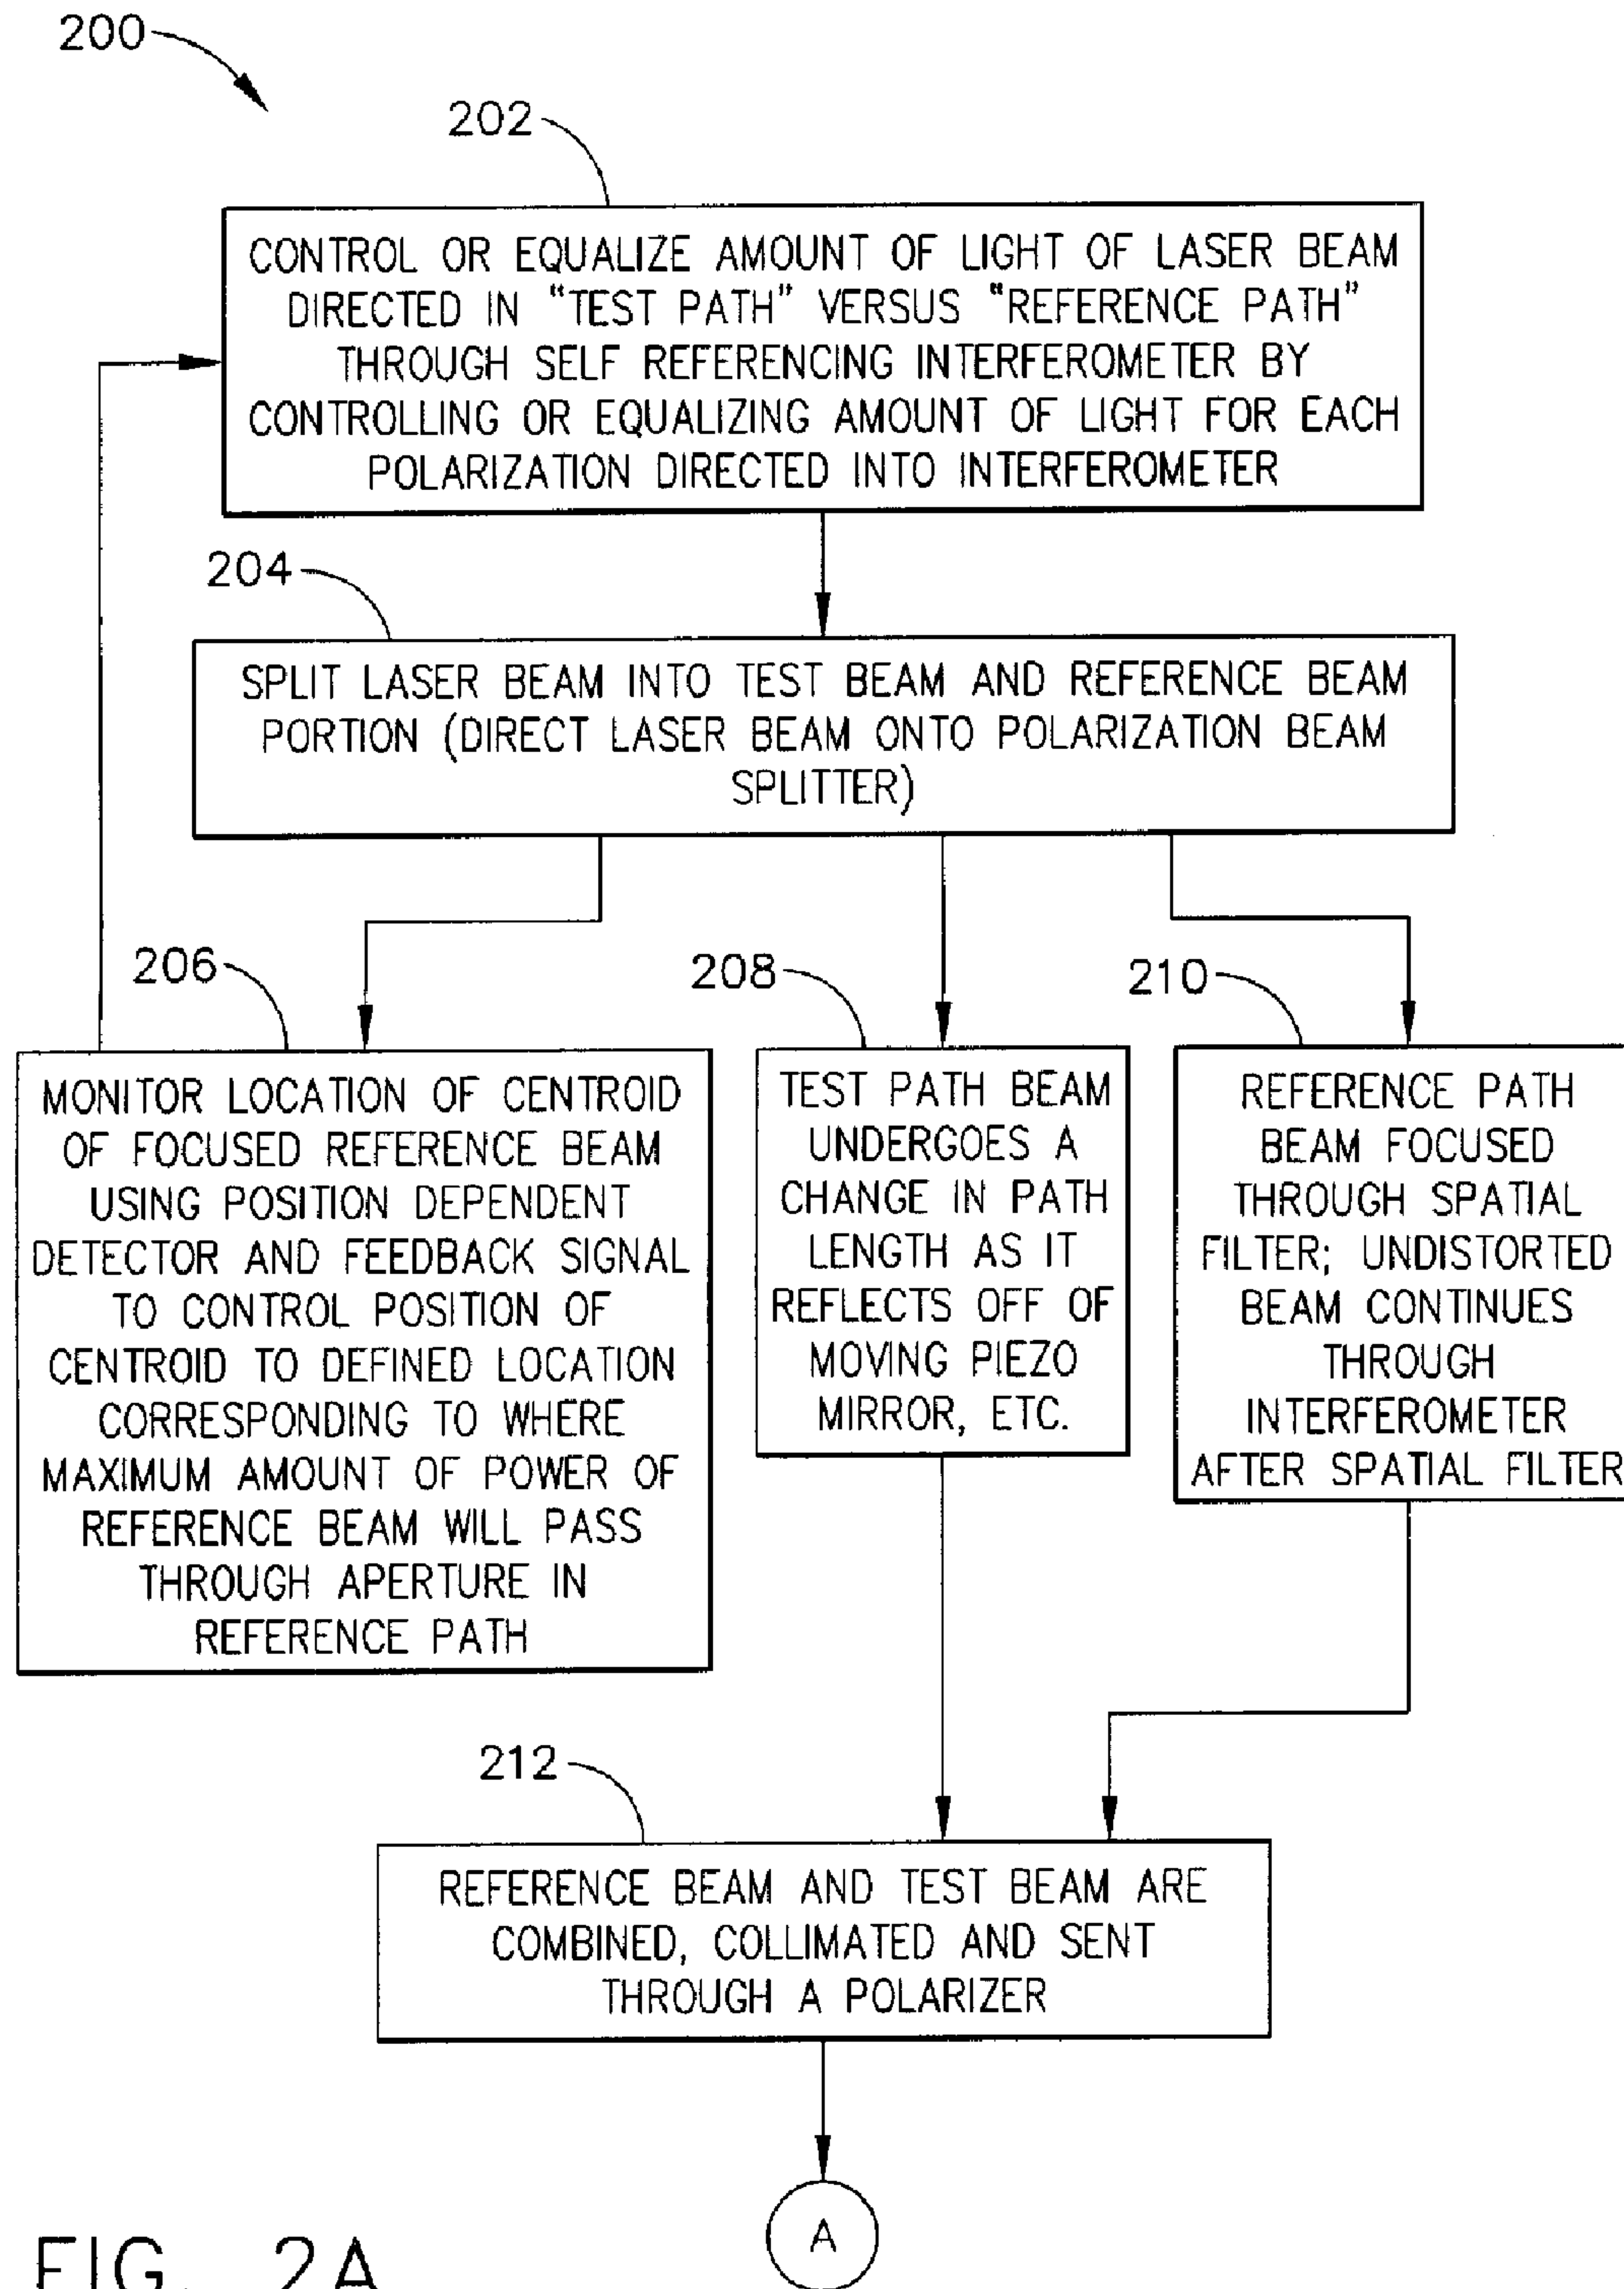 200
202
CONTROL OR EQUALIZE AMOUNT OF LIGHT OF LASER BEAM
DIRECTED IN "TEST PATH" VERSUS "REFERENCE PATH"
THROUGH SELF REFERENCING INTERFEROMETER BY
CONTROLLING OR EQUALIZING AMOUNT OF LIGHT FOR EACH
POLARIZATION DIRECTED INTO INTERFEROMETER
204
SPLIT LASER BEAM INTO TEST BEAM AND REFERENCE BEAM
PORTION (DIRECT LASER BEAM ONTO POLARIZATION BEAM
SPLITTER)
206
MONITOR LOCATION OF CENTROID
OF FOCUSED REFERENCE BEAM
USING POSITION DEPENDENT
DETECTOR AND FEEDBACK SIGNAL
TO CONTROL POSITION OF
CENTROID TO DEFINED LOCATION
CORRESPONDING TO WHERE
MAXIMUM AMOUNT OF POWER OF
REFERENCE BEAM WILL PASS
THROUGH APERTURE IN
REFERENCE PATH
208
TEST PATH BEAM
UNDERGOES A
CHANGE IN PATH
LENGTH AS IT
REFLECTS OFF OF
MOVING PIEZO
MIRROR, ETC.
210
REFERENCE PATH
BEAM FOCUSED
THROUGH SPATIAL
FILTER; UNDISTORTED
BEAM CONTINUES
THROUGH
INTERFEROMETER
AFTER SPATIAL FILTER
212
REFERENCE BEAM AND TEST BEAM ARE
COMBINED, COLLIMATED AND SENT
THROUGH A POLARIZER
A
FIG. 2A